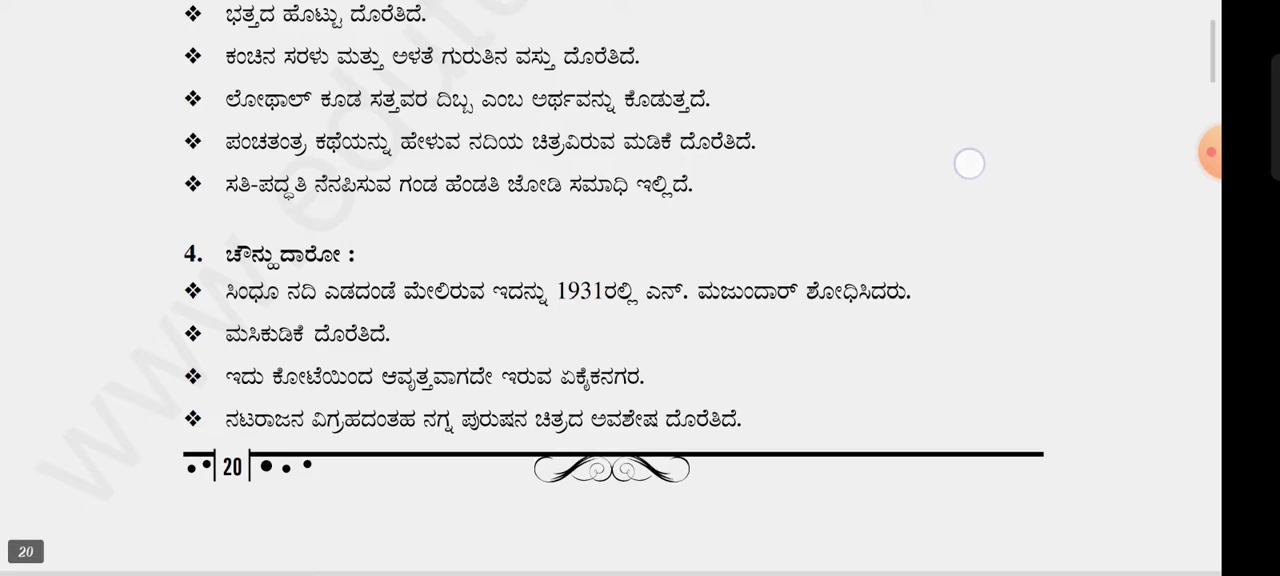 ❖ ಭತ್ತದ ಹೊಟ್ಟು ದೊರೆತಿದೆ.
❖ ಕಂಚಿನ ಸರಳು ಮತ್ತು ಅಳತೆ ಗುರುತಿನ ವಸ್ತು ದೊರೆತಿದೆ.
❖ ಲೋಥಾಲ್ ಕೂಡ ಸತ್ತವರ ದಿಬ್ಬ ಎಂಬ ಅರ್ಥವನ್ನು ಕೊಡುತ್ತದೆ.
❖ ಪಂಚತಂತ್ರ ಕಥೆಯನ್ನು ಹೇಳುವ ನದಿಯ ಚಿತ್ರವಿರುವ ಮಡಿಕೆ ದೊರೆತಿದೆ.
❖ ಸತಿ-ಪದ್ಧತಿ ನೆನಪಿಸುವ ಗಂಡ ಹೆಂಡತಿ ಜೋಡಿ ಸಮಾಧಿ ಇಲ್ಲಿದೆ.
4. ಚೌನ್ಹುದಾರೋ :
❖ ಸಿಂಧೂ ನದಿ ಎಡದಂಡೆ ಮೇಲಿರುವ ಇದನ್ನು 1931ರಲ್ಲಿ ಎನ್. ಮಜುಂದಾರ್ ಶೋಧಿಸಿದರು.
❖ ಮಸಿಕುಡಿಕೆ ದೊರೆತಿದೆ.
❖ ಇದು ಕೋಟೆಯಿಂದ ಆವೃತ್ತವಾಗದೇ ಇರುವ ಏಕೈಕನಗರ.
❖ ನಟರಾಜನ ವಿಗ್ರಹದಂತಹ ನಗ್ನ ಪುರುಷನ ಚಿತ್ರದ ಅವಶೇಷ ದೊರೆತಿದೆ.
20
20